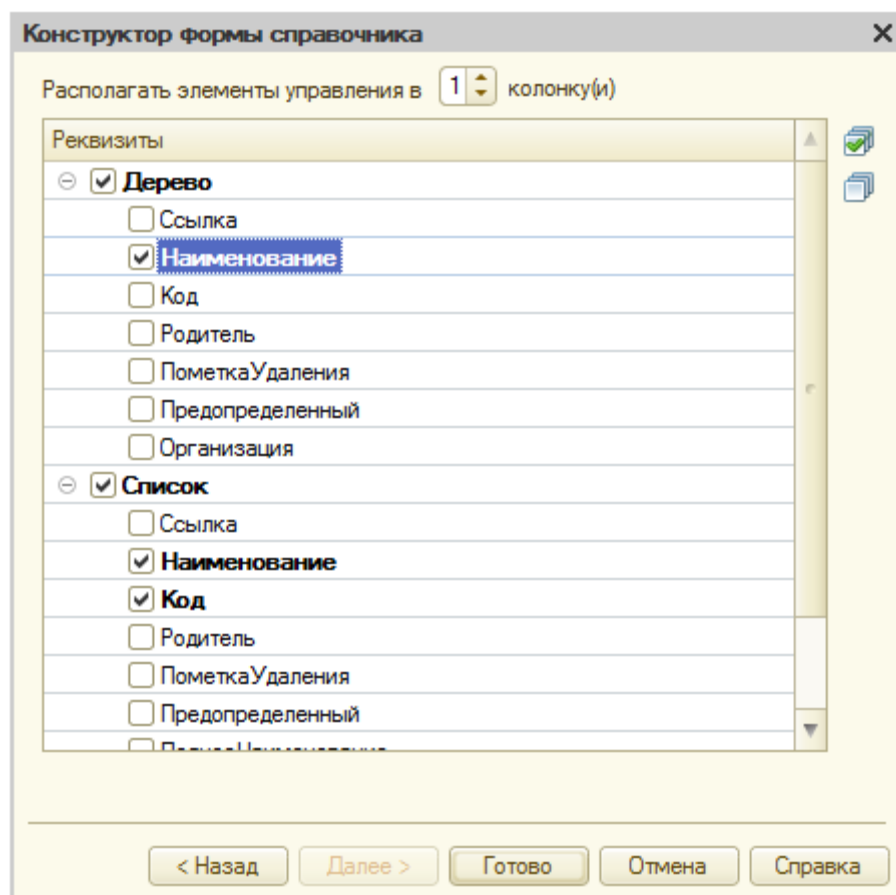 Конструктор формы справочника
Располагать элементы управления в 1 колонку(и)
Реквизиты
Дерево
Ссылка
Наименование
Код
Родитель
ПометкаУдаления
Предопределенный
Организация
Список
Ссылка
Наименование
Код
Родитель
ПометкаУдаления
Предопределенный
< Назад Далее > Готово Отмена Справка